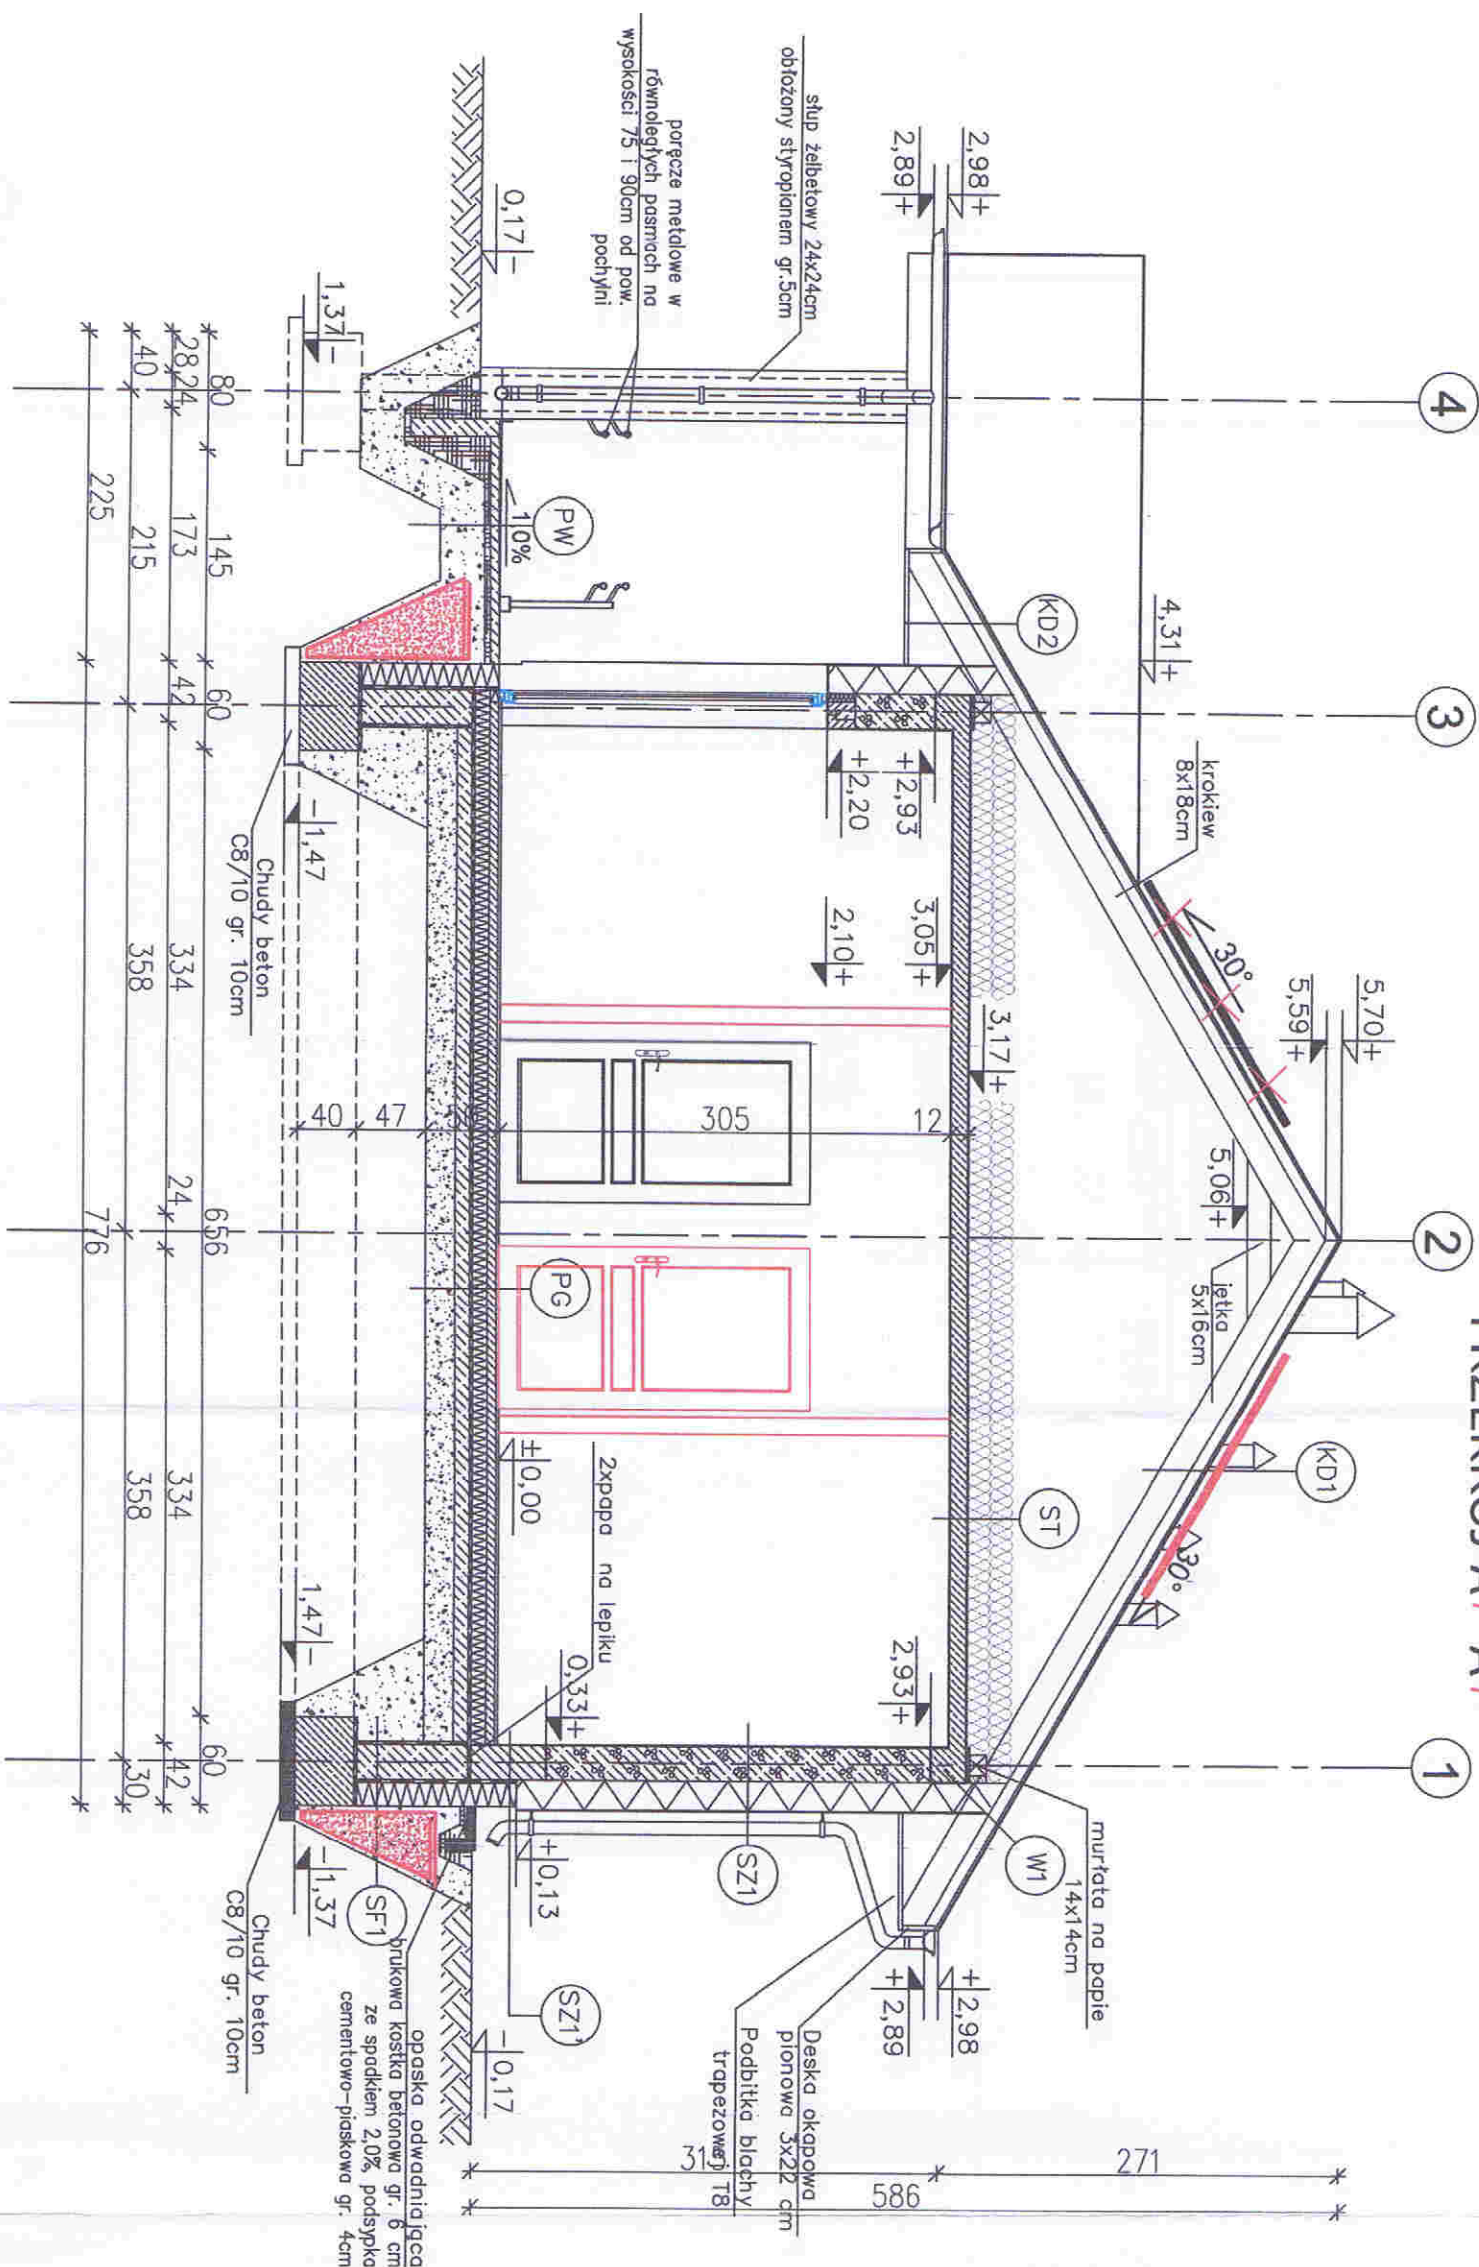 4
3
2
1
słup żelbetowy 24x24cm
obłożony styropianem gr.5cm
poręcze metalowe w
równoległych pasmach na
wysokości 75 i 90cm od pow.
pochylni
2,98+
2,89+
0,17-
1,37-
4,31+
krokiew
8x18cm
30°
5,70+
5,59+
5,06+
jętka
5x16cm
KD1
KD2
30°
PW
10%
+2,93
+2,20
3,05+
2,10+
3,17+
305
12
40
47
PG
ST
±0,00
2xpapa na lepiku
0,33+
2,93+
W1
murłata na papie
14x14cm
SZ1
SZ1'
SF1
+0,13
+2,98
+2,89
-0,17
Deska okapowa
pionowa 3x22 cm
Podbitka blachy
trapezowej T8
271
586
opaska odwadniająca
brukowa kostka betonowa gr. 6 cm
ze spadkiem 2,0% podsypka
cementowo-piaskowa gr. 4cm
-1,47
1,47-
-1,37
Chudy beton
C8/10 gr. 10cm
Chudy beton
C8/10 gr. 10cm
80 145 60 656 60
28 24 173 42 334 24 334 42
40 215 358 358 30
225 776